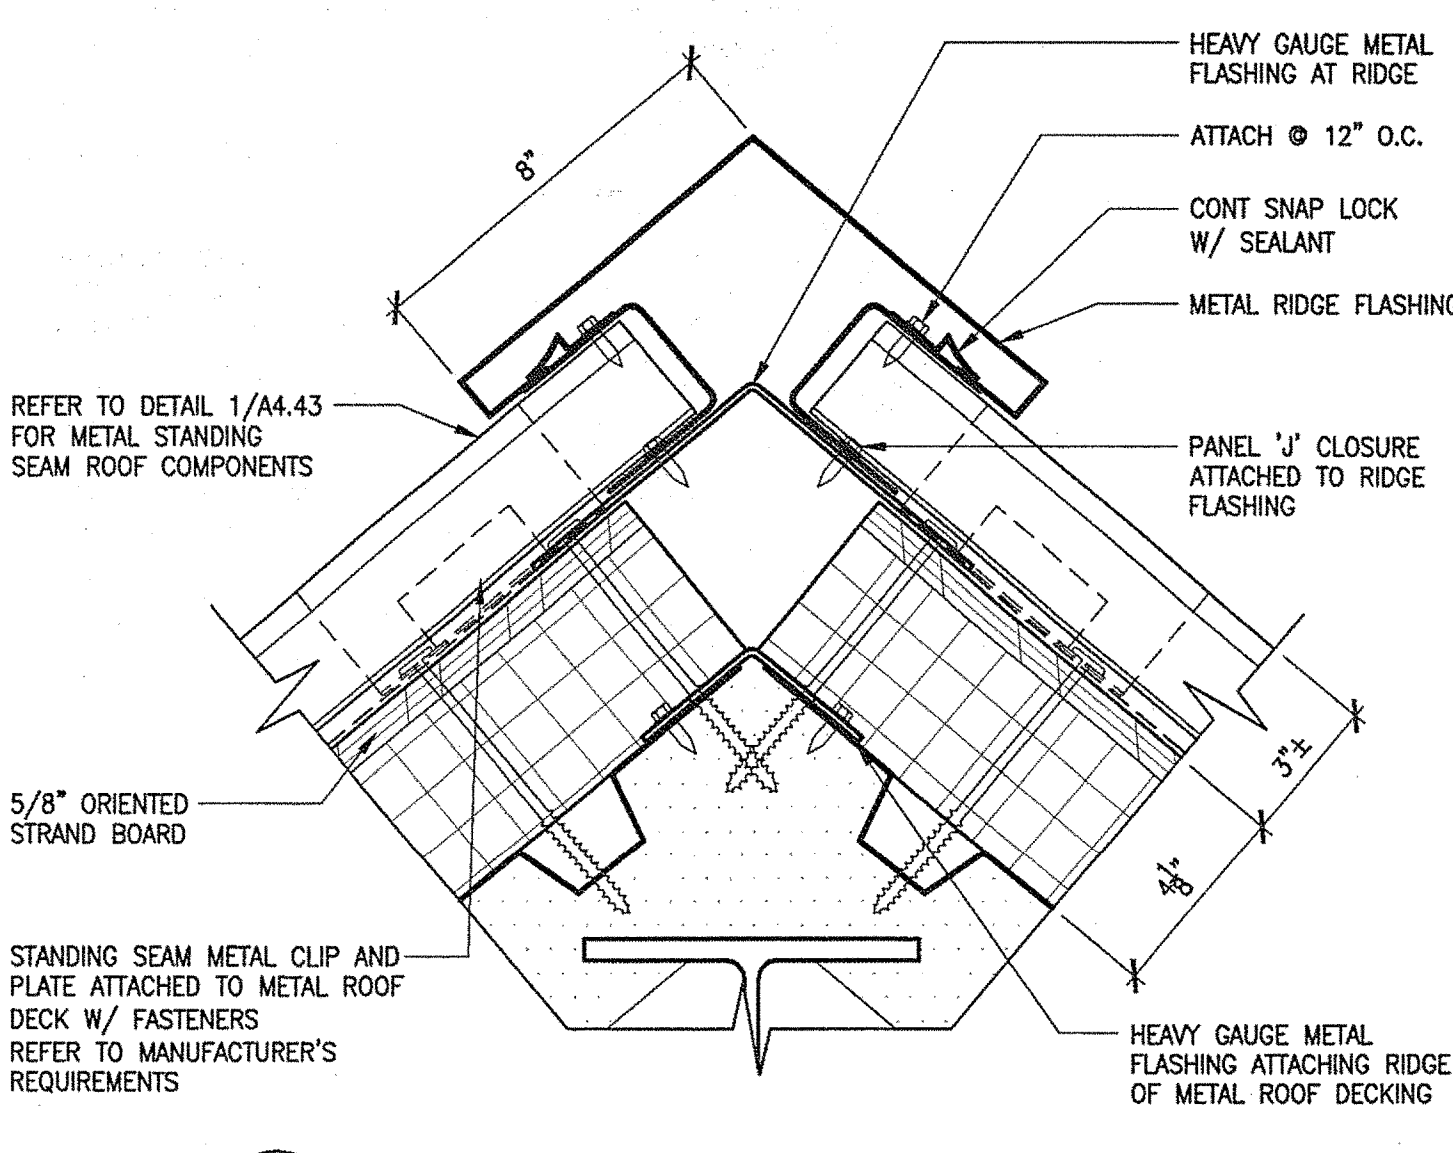 HEAVY GAUGE METAL
FLASHING AT RIDGE
ATTACH @ 12" O.C.
CONT SNAP LOCK
W/ SEALANT
METAL RIDGE FLASHING
PANEL 'J' CLOSURE
ATTACHED TO RIDGE
FLASHING
8"
REFER TO DETAIL 1/A4.43
FOR METAL STANDING
SEAM ROOF COMPONENTS
3"±
4 1/8"
5/8" ORIENTED
STRAND BOARD
STANDING SEAM METAL CLIP AND
PLATE ATTACHED TO METAL ROOF
DECK W/ FASTENERS
REFER TO MANUFACTURER'S
REQUIREMENTS
HEAVY GAUGE METAL
FLASHING ATTACHING RIDGE
OF METAL ROOF DECKING